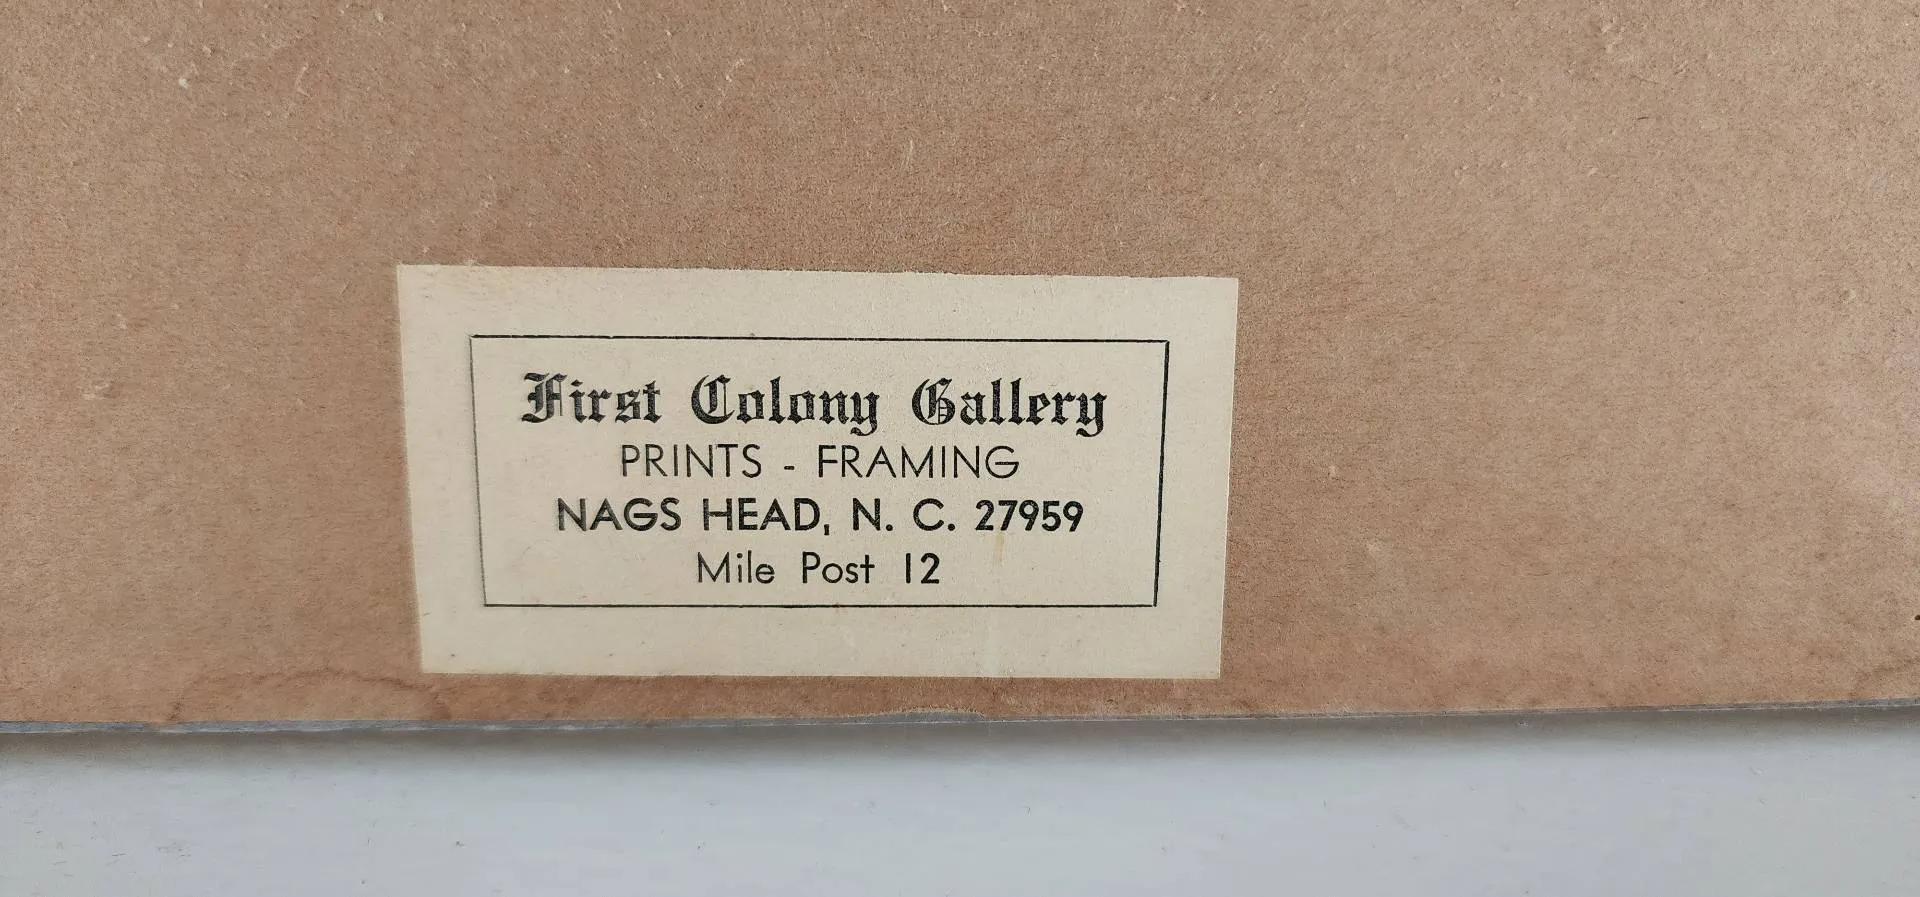 First Colony Gallery
PRINTS - FRAMING
NAGS HEAD, N. C. 27959
Mile Post 12